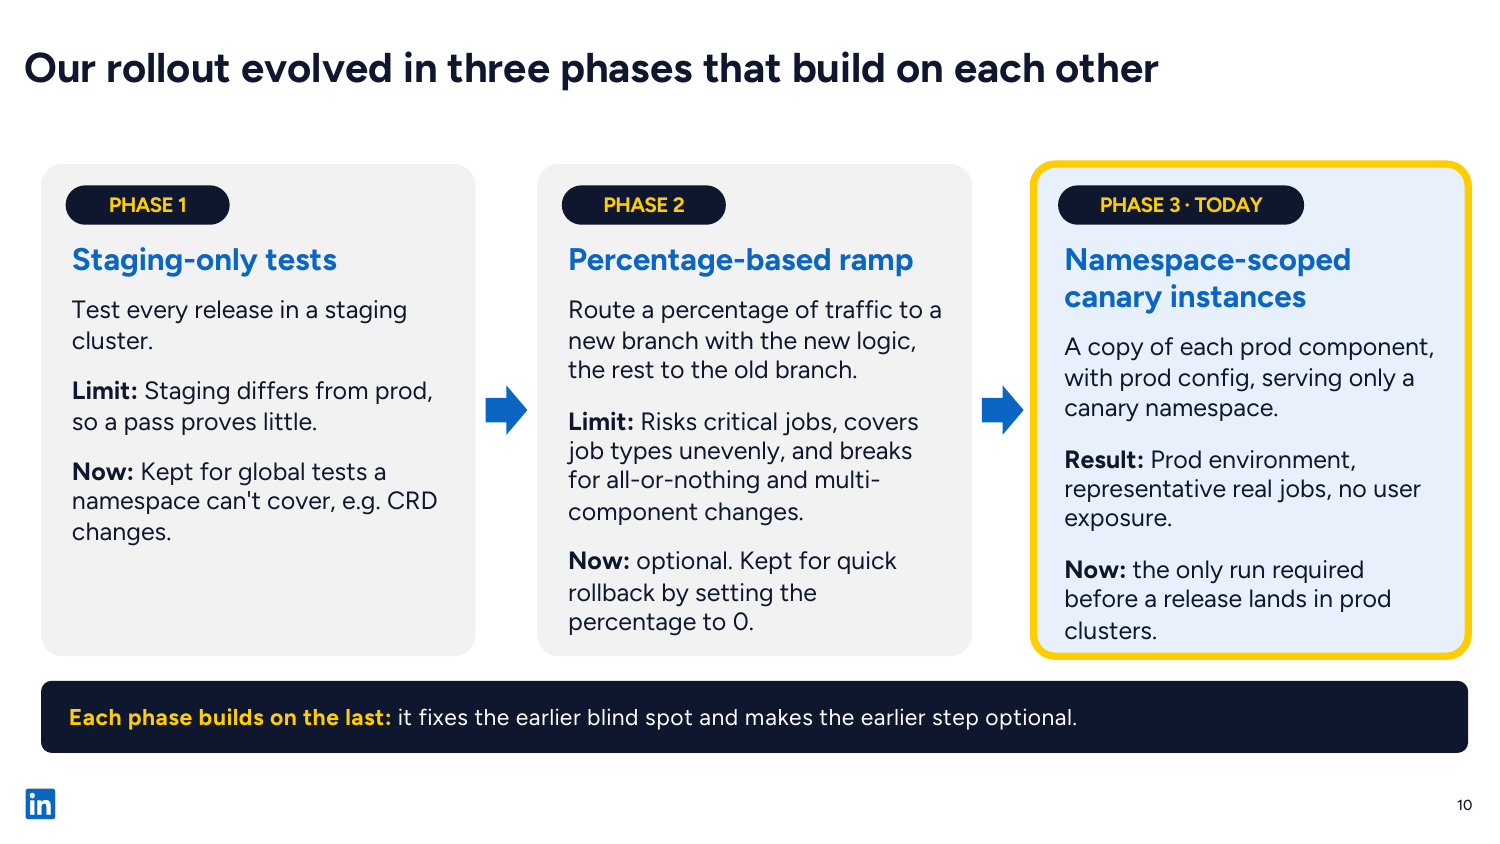 Our rollout evolved in three phases that build on each other
PHASE 1
Staging-only tests
Test every release in a staging
cluster.
Limit: Staging differs from prod,
so a pass proves little.
Now: Kept for global tests a
namespace can't cover, e.g. CRD
changes.
PHASE 2
Percentage-based ramp
Route a percentage of traffic to a
new branch with the new logic,
the rest to the old branch.
Limit: Risks critical jobs, covers
job types unevenly, and breaks
for all-or-nothing and multi-
component changes.
Now: optional. Kept for quick
rollback by setting the
percentage to 0.
PHASE 3 · TODAY
Namespace-scoped
canary instances
A copy of each prod component,
with prod config, serving only a
canary namespace.
Result: Prod environment,
representative real jobs, no user
exposure.
Now: the only run required
before a release lands in prod
clusters.
Each phase builds on the last: it fixes the earlier blind spot and makes the earlier step optional.
in
10